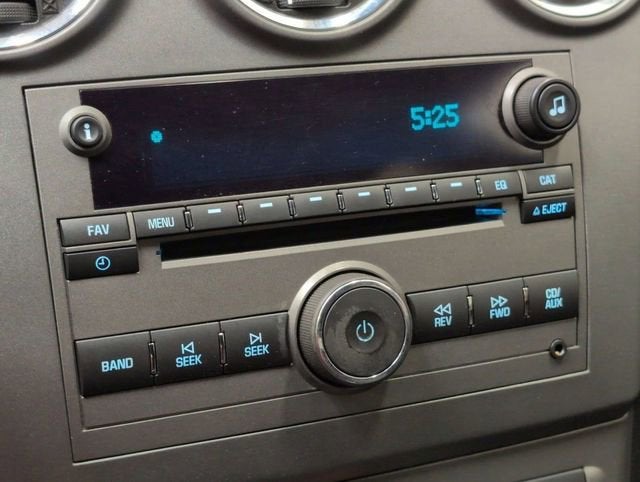 i
5:25
MENU
EQ
CAT
FAV
EJECT
BAND
SEEK
SEEK
REV
FWD
CD/
AUX